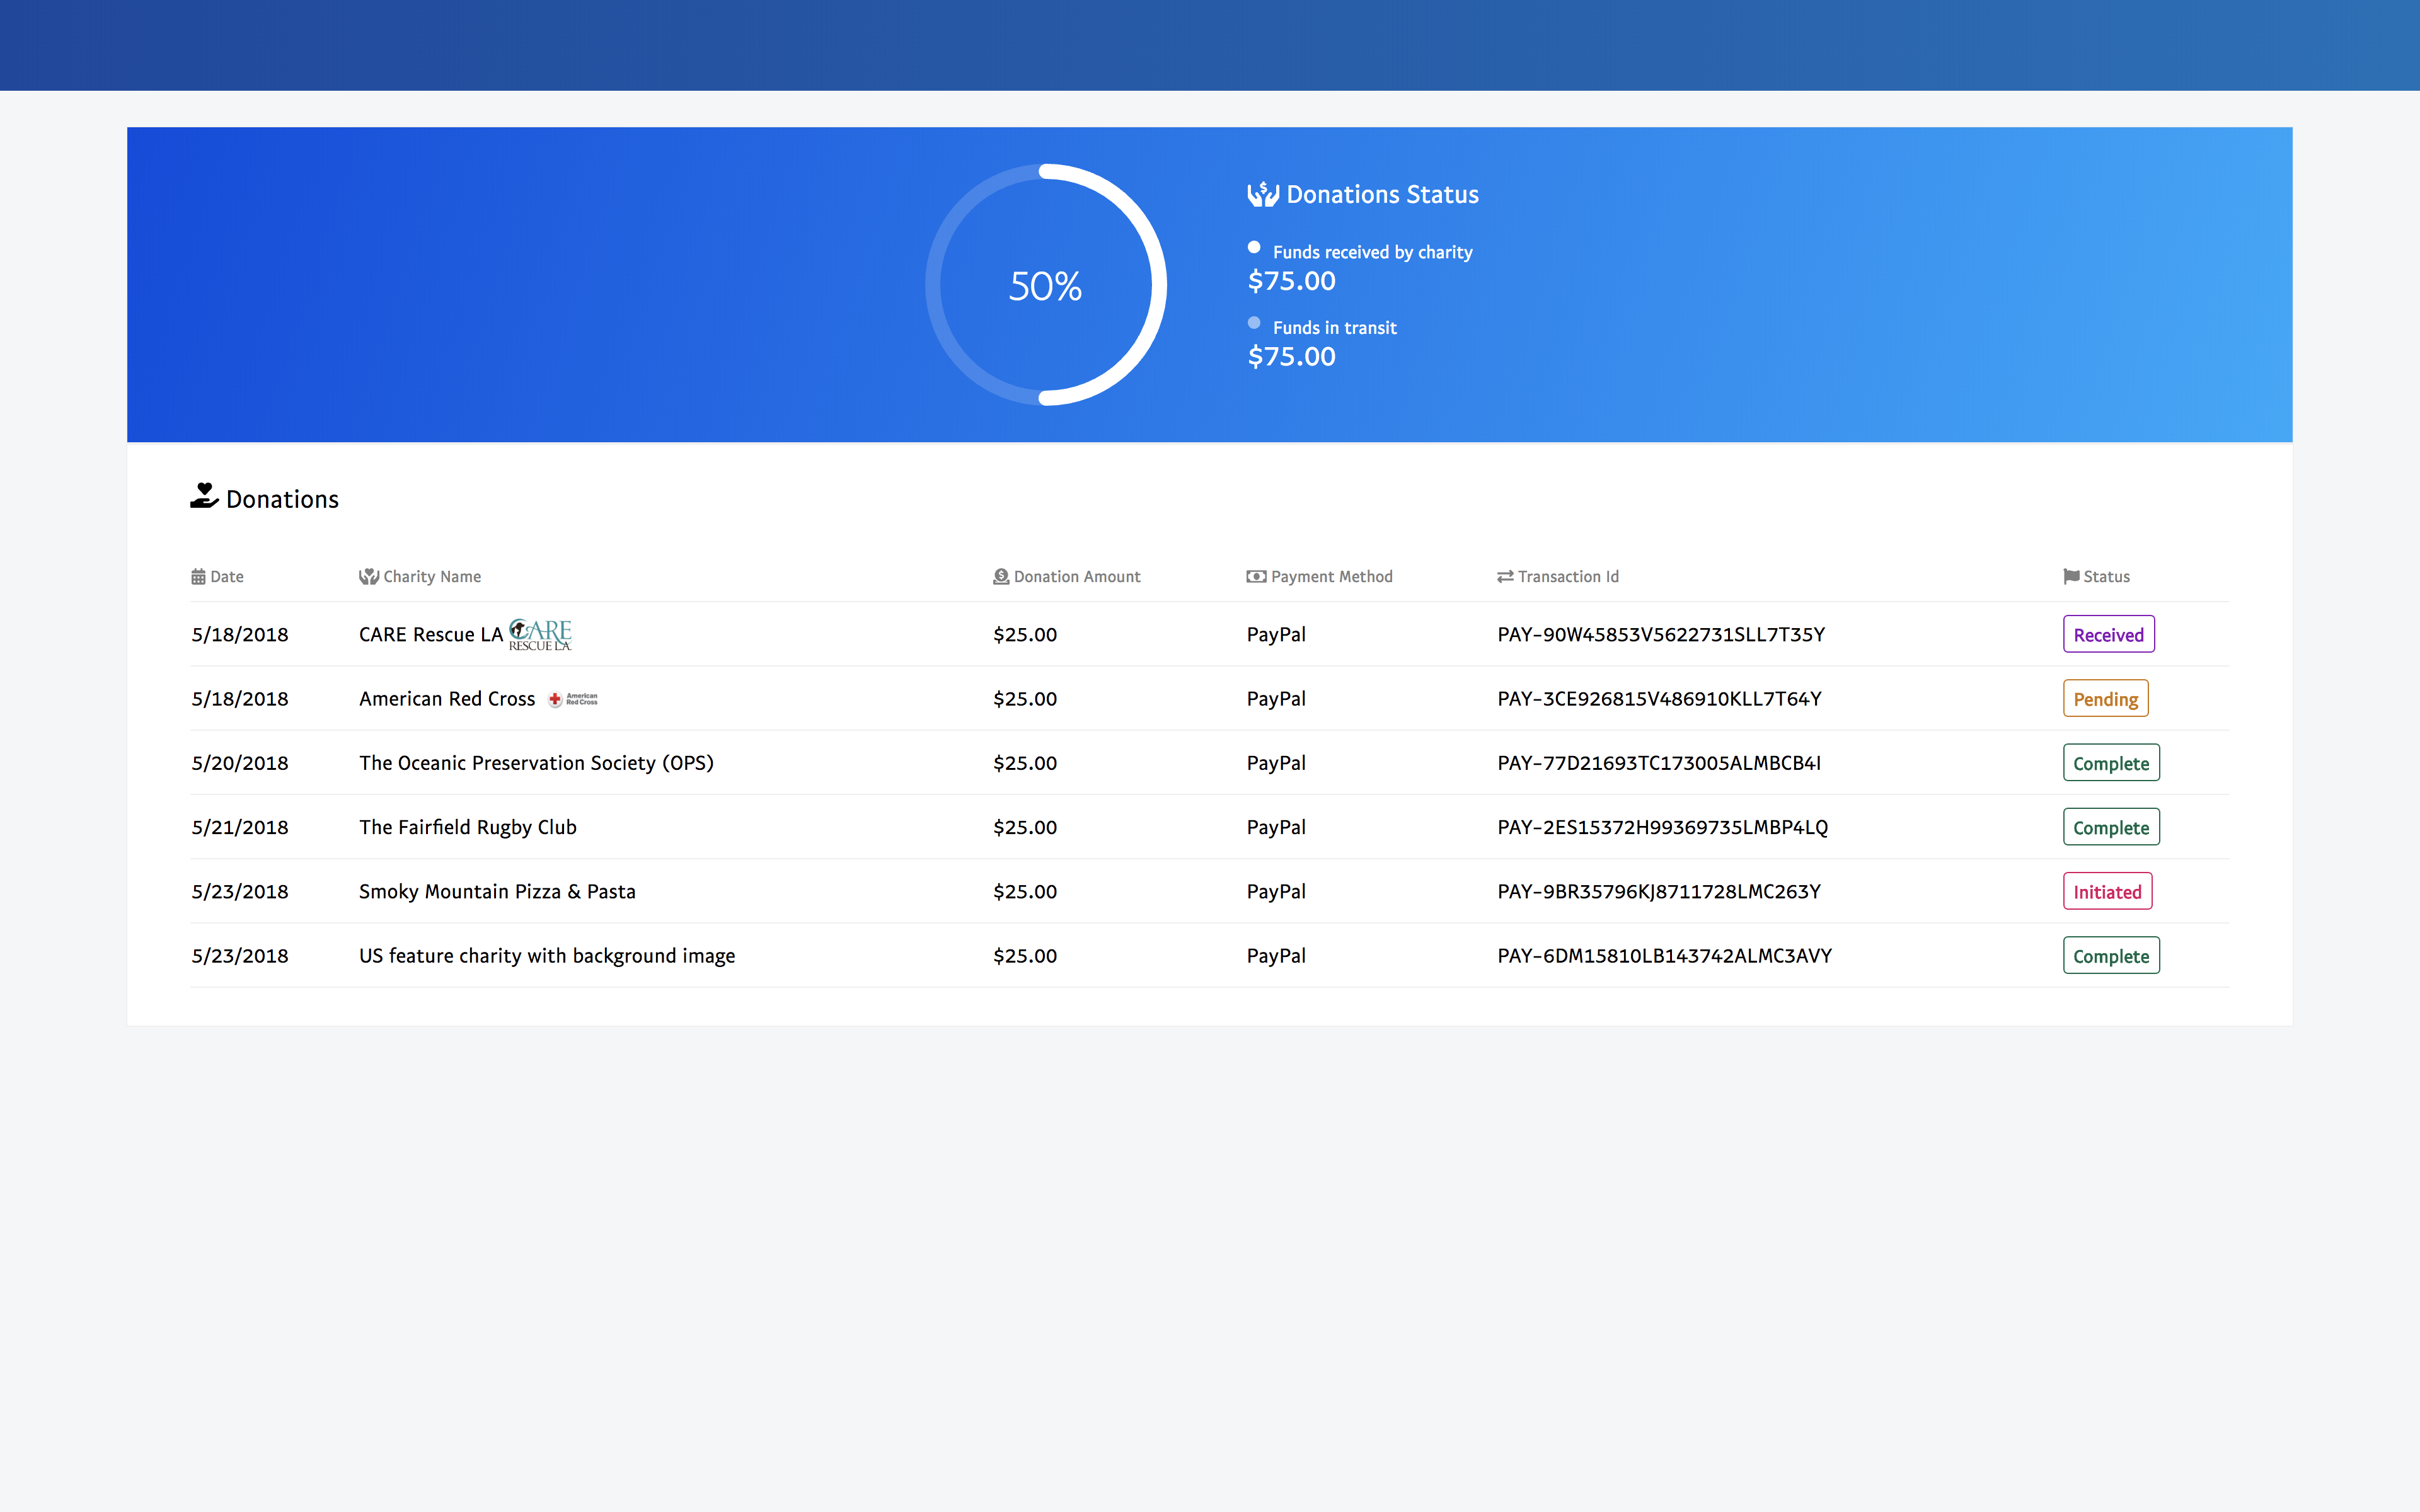 50%
Donations Status
Funds received by charity
$75.00
Funds in transit
$75.00
Donations
Date Charity Name Donation Amount Payment Method Transaction Id Status
5/18/2018 CARE Rescue LA CARE RESCUE LA $25.00 PayPal PAY-90W45853V5622731SLL7T35Y Received
5/18/2018 American Red Cross American Red Cross $25.00 PayPal PAY-3CE926815V486910KLL7T64Y Pending
5/20/2018 The Oceanic Preservation Society (OPS) $25.00 PayPal PAY-77D21693TC173005ALMBCB4I Complete
5/21/2018 The Fairfield Rugby Club $25.00 PayPal PAY-2ES15372H99369735LMBP4LQ Complete
5/23/2018 Smoky Mountain Pizza & Pasta $25.00 PayPal PAY-9BR35796KJ8711728LMC263Y Initiated
5/23/2018 US feature charity with background image $25.00 PayPal PAY-6DM15810LB143742ALMC3AVY Complete